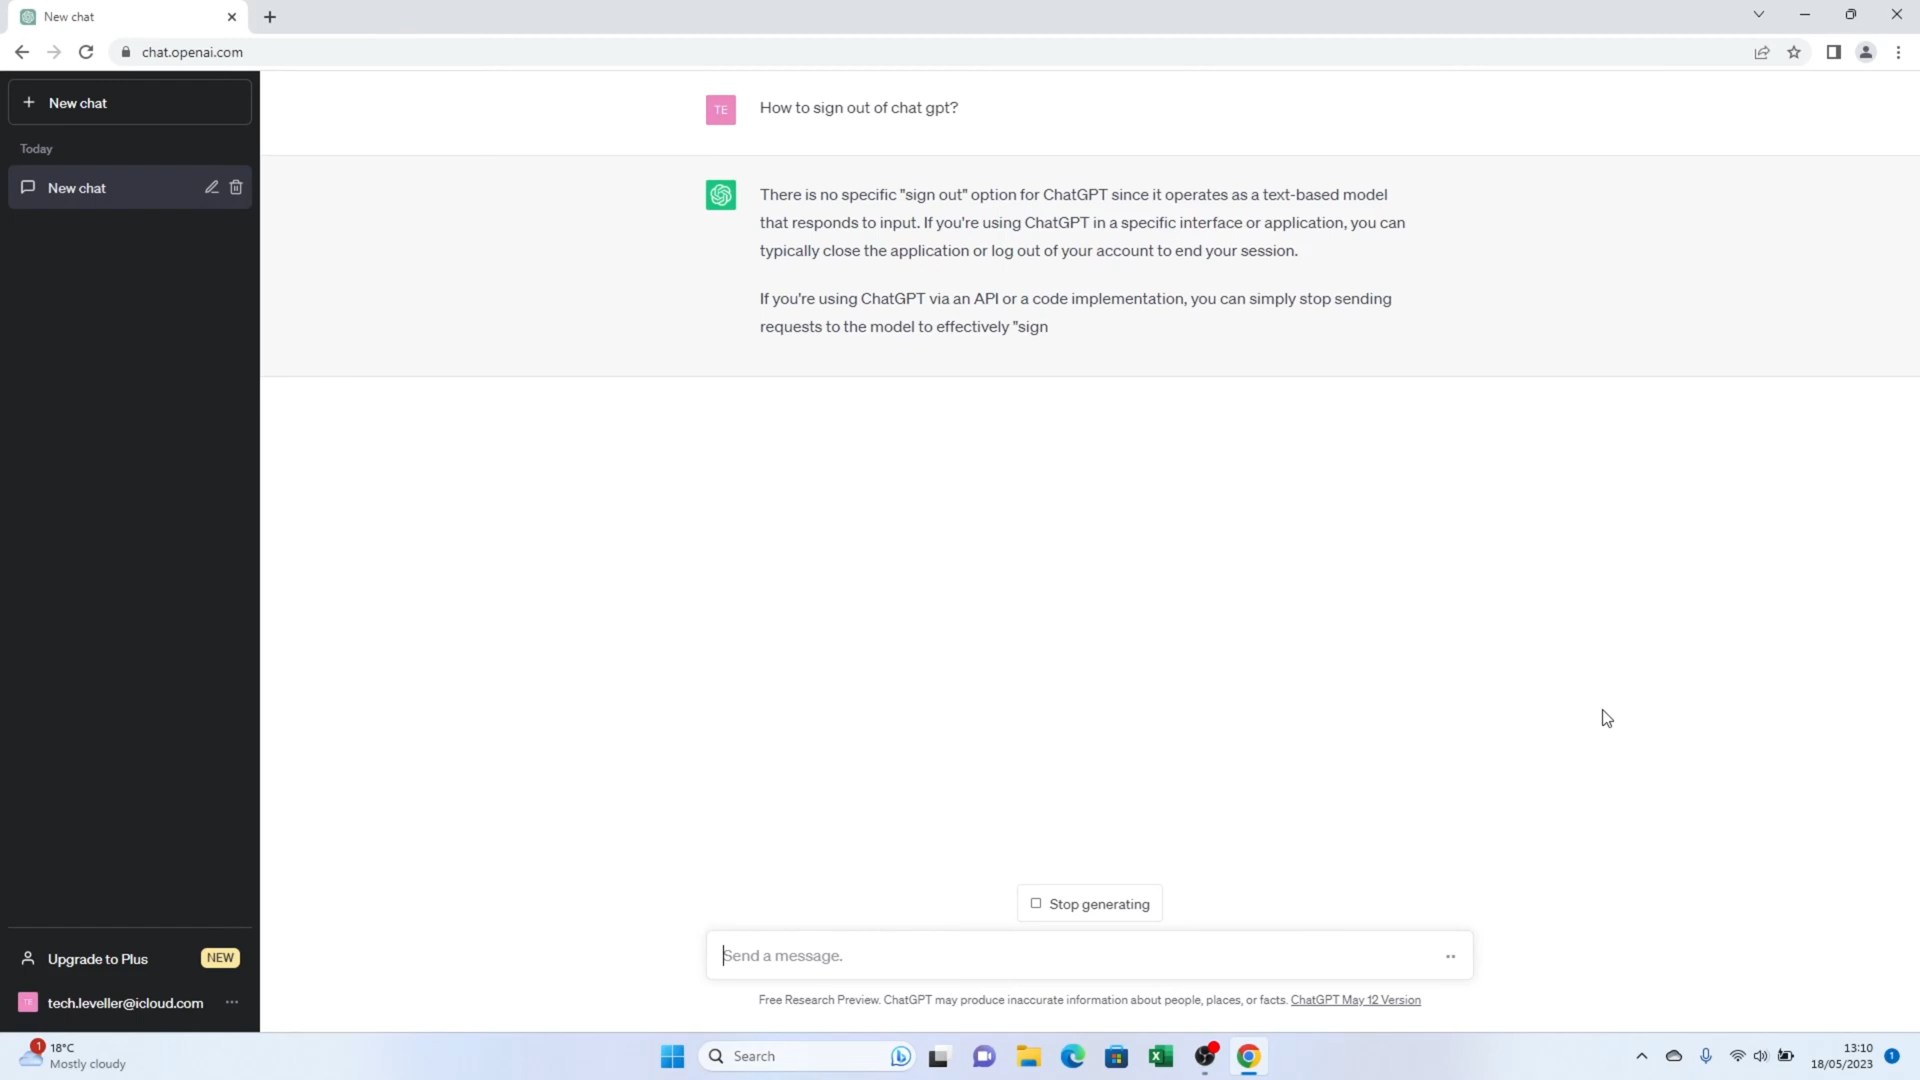 New chat
chat.openai.com
New chat
Today
New chat
TE How to sign out of chat gpt?
There is no specific "sign out" option for ChatGPT since it operates as a text-based model
that responds to input. If you're using ChatGPT in a specific interface or application, you can
typically close the application or log out of your account to end your session.
If you're using ChatGPT via an API or a code implementation, you can simply stop sending
requests to the model to effectively "sign
Stop generating
Send a message.
Free Research Preview. ChatGPT may produce inaccurate information about people, places, or facts. ChatGPT May 12 Version
Upgrade to Plus NEW
TE tech.leveller@icloud.com
1 18°C
Mostly cloudy
Search
13:10
18/05/2023
1